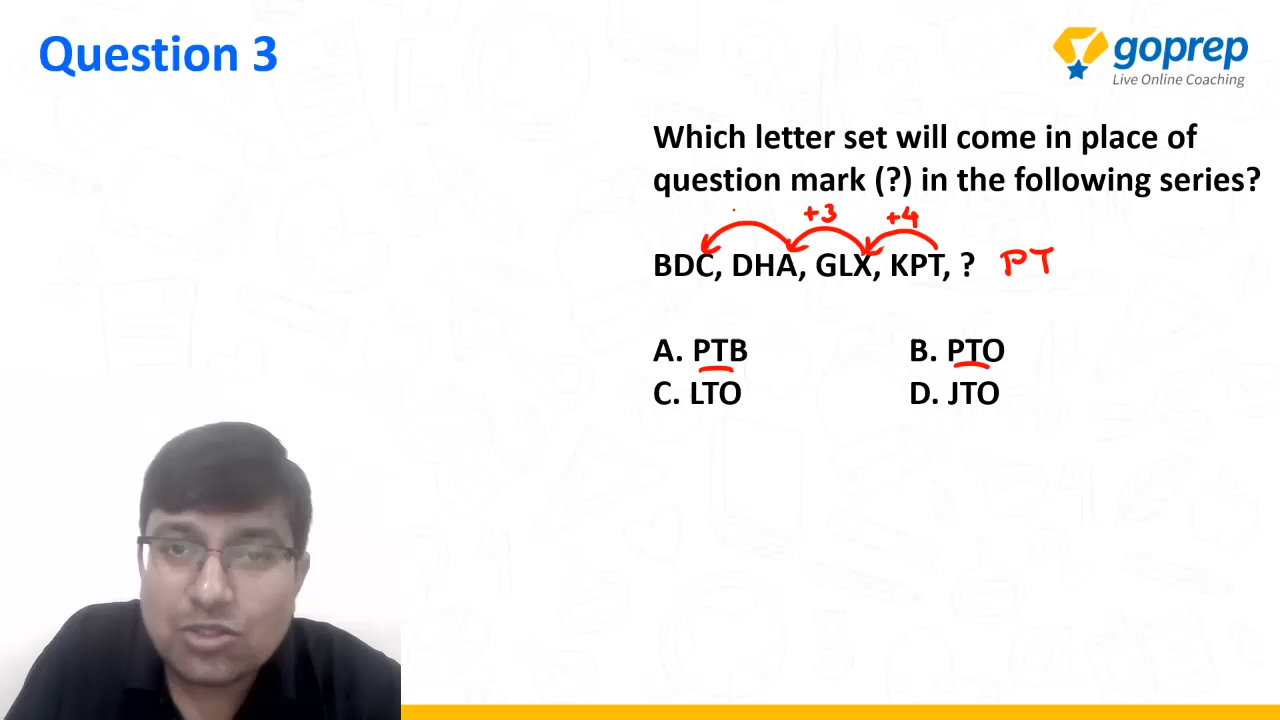 Question 3
goprep
Live Online Coaching
Which letter set will come in place of
question mark (?) in the following series?
+3 +4
BDC, DHA, GLX, KPT, ? PT
A. PTB B. PTO
C. LTO D. JTO